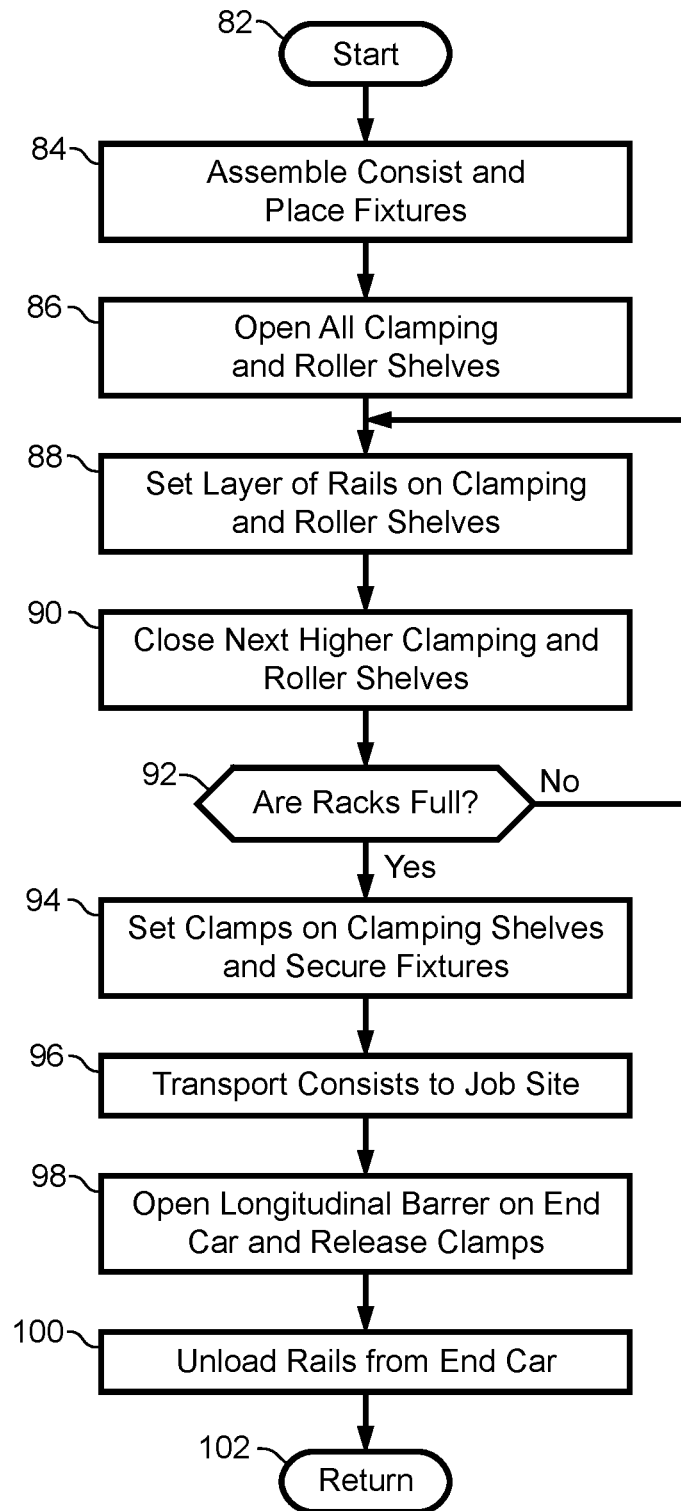 82
Start
84
Assemble Consist and
Place Fixtures
86
Open All Clamping
and Roller Shelves
88
Set Layer of Rails on Clamping
and Roller Shelves
90
Close Next Higher Clamping and
Roller Shelves
92
Are Racks Full?
No
Yes
94
Set Clamps on Clamping Shelves
and Secure Fixtures
96
Transport Consists to Job Site
98
Open Longitudinal Barrer on End
Car and Release Clamps
100
Unload Rails from End Car
102
Return